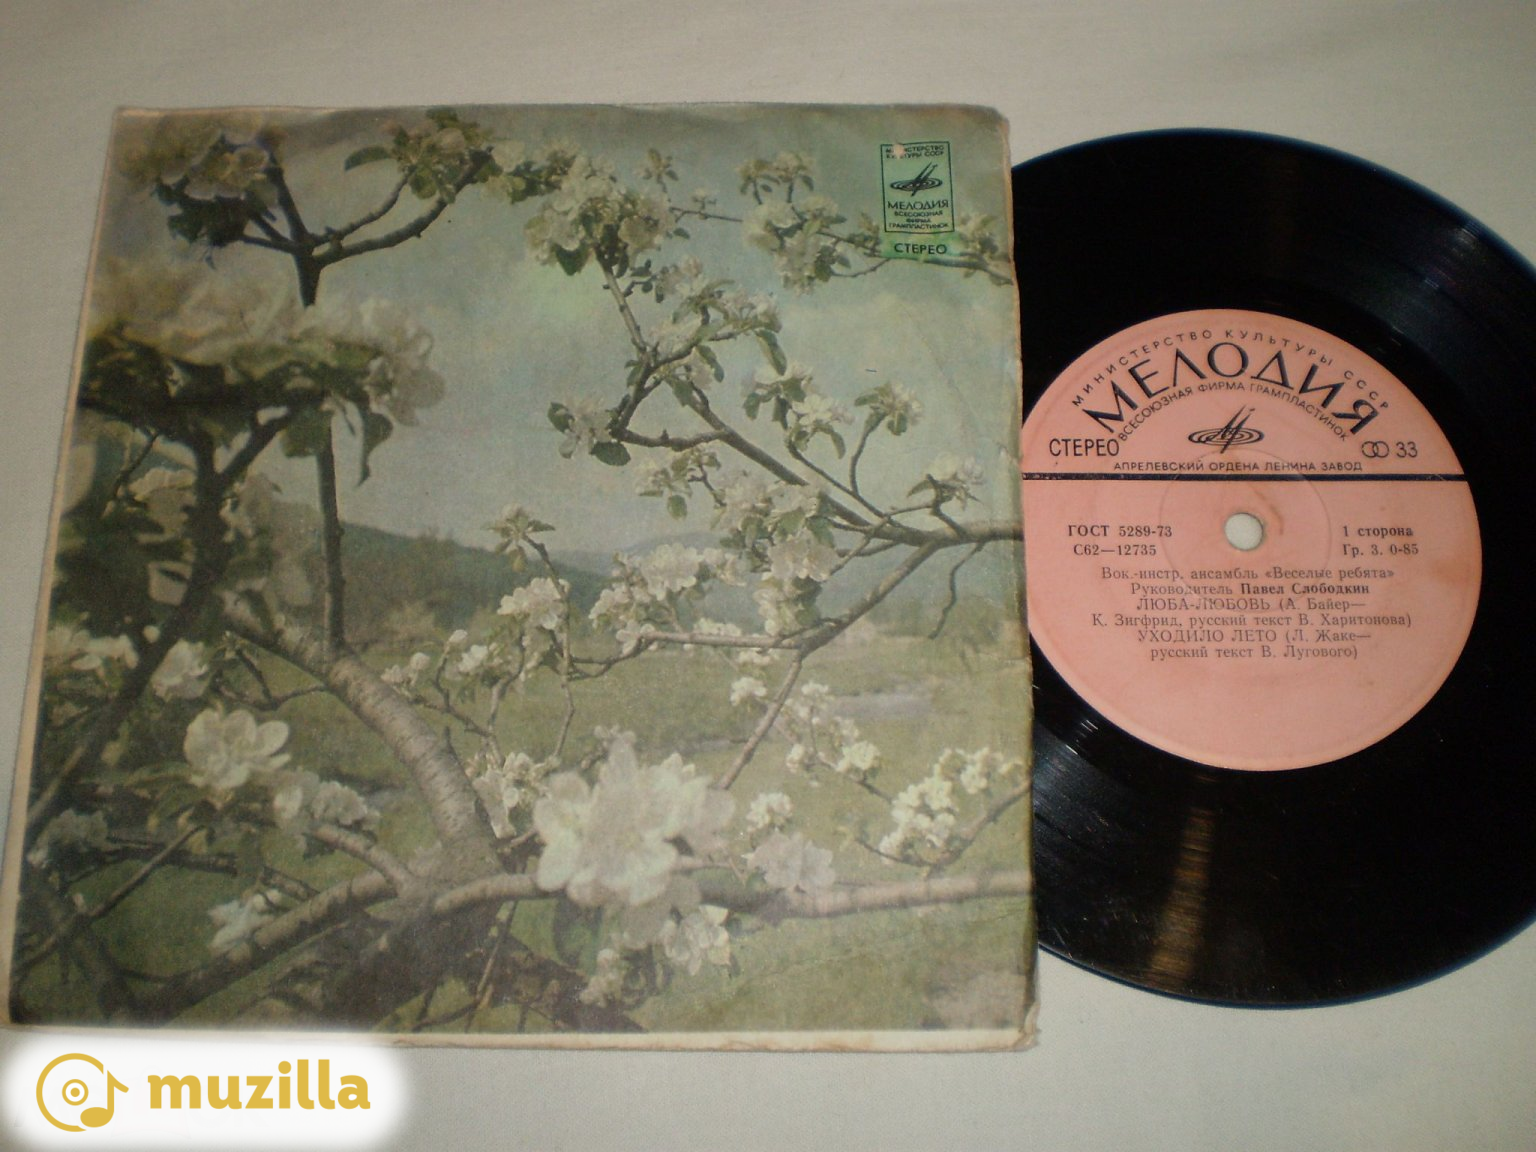 МИНИСТЕРСТВО
КУЛЬТУРЫ СССР
МЕЛОДИЯ
ВСЕСОЮЗНАЯ
ФИРМА
ГРАМПЛАСТИНОК
СТЕРЕО
МИНИСТЕРСТВО КУЛЬТУРЫ СССР
МЕЛОДИЯ
ВСЕСОЮЗНАЯ ФИРМА ГРАМПЛАСТИНОК
СТЕРЕО 33
АПРЕЛЕВСКИЙ ОРДЕНА ЛЕНИНА ЗАВОД
ГОСТ 5289-73 1 сторона
С62—12735 Гр. 3. 0-85
Вок.-инстр. ансамбль «Веселые ребята»
Руководитель Павел Слободкин
ЛЮБА-ЛЮБОВЬ (А. Байер—
К. Зигфрид, русский текст В. Харитонова)
УХОДИЛО ЛЕТО (Л. Жаке—
русский текст В. Лугового)
muzilla